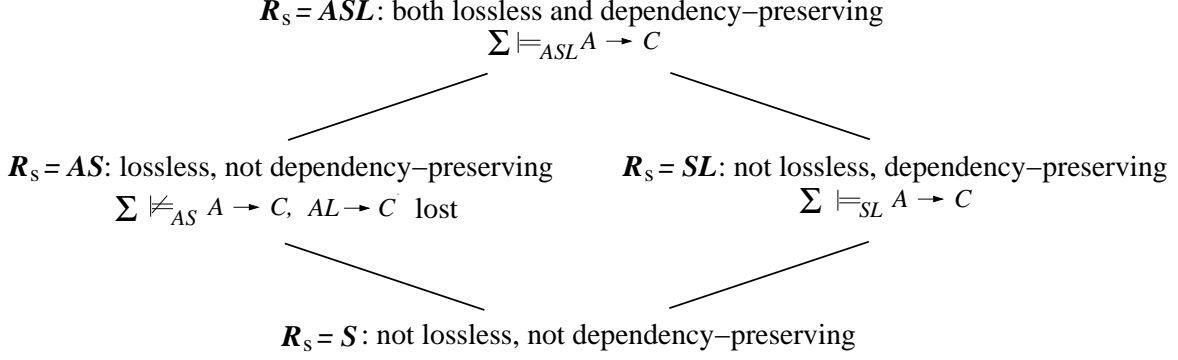 R_s = ASL: both lossless and dependency–preserving
Σ ⊨_ASL A → C
R_s = AS: lossless, not dependency–preserving
R_s = SL: not lossless, dependency–preserving
Σ ⊭_AS A → C, AL → C lost
Σ ⊨_SL A → C
R_s = S: not lossless, not dependency–preserving